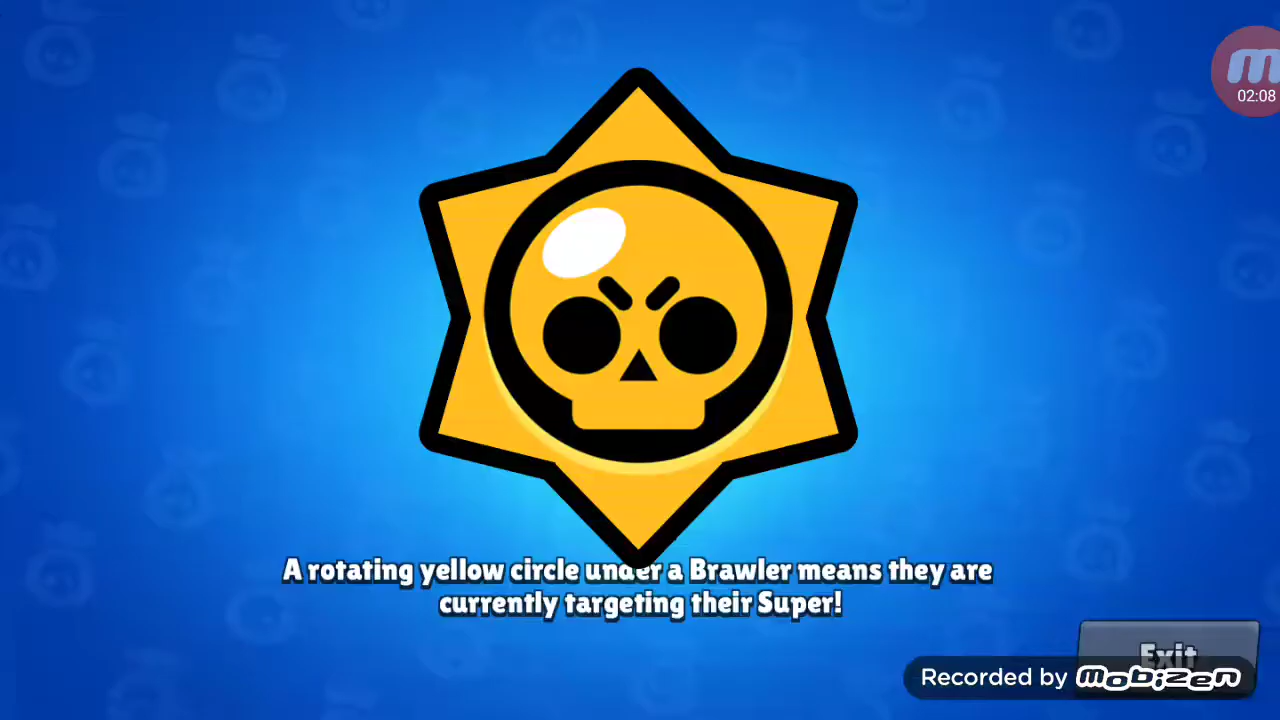 02:08
A rotating yellow circle under a Brawler means they are
currently targeting their Super!
Exit
Recorded by mobizen